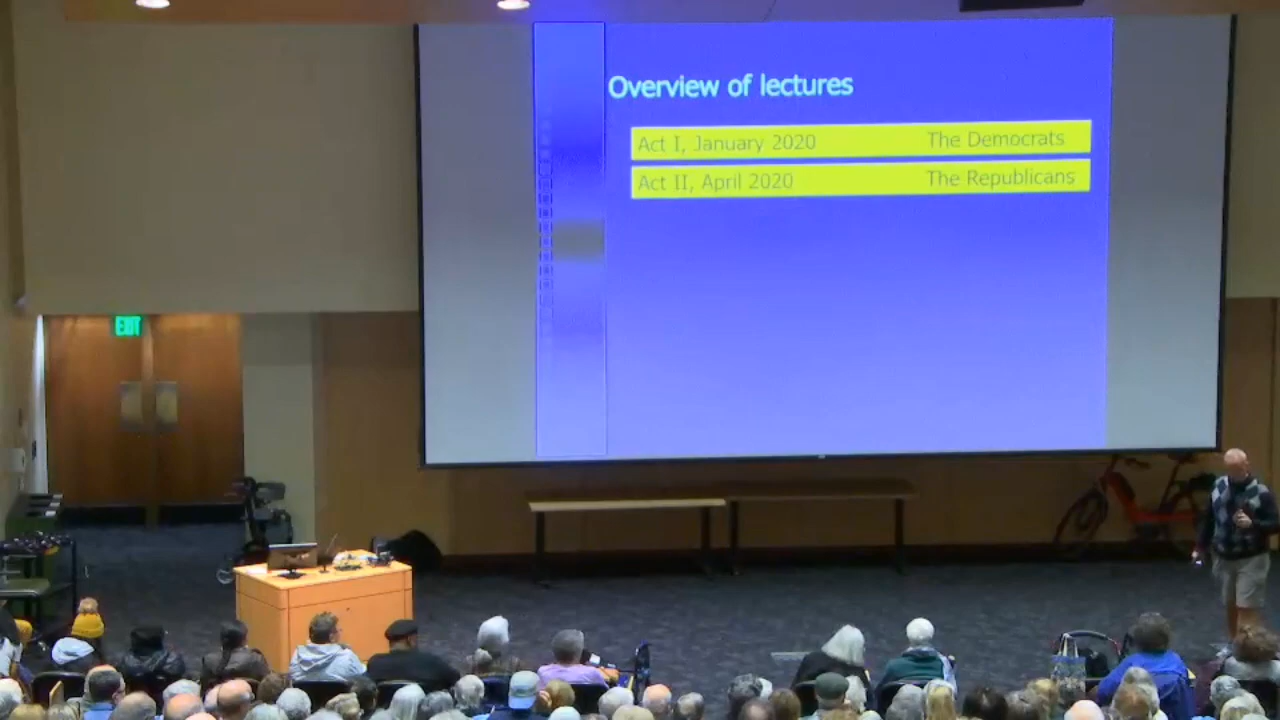 EXIT
Overview of lectures
Act I, January 2020 The Democrats
Act II, April 2020 The Republicans